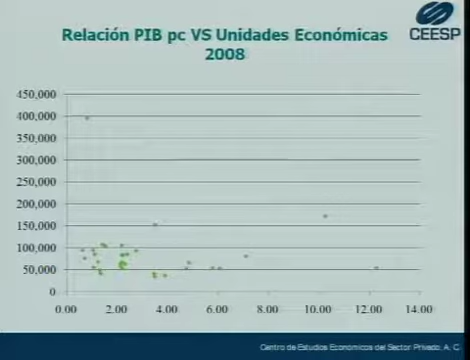 Relación PIB pc VS Unidades Económicas
2008
CEESP
450,000
400,000
350,000
300,000
250,000
200,000
150,000
100,000
50,000
0
0.00 2.00 4.00 6.00 8.00 10.00 12.00 14.00
Centro de Estudios Económicos del Sector Privado, A. C.